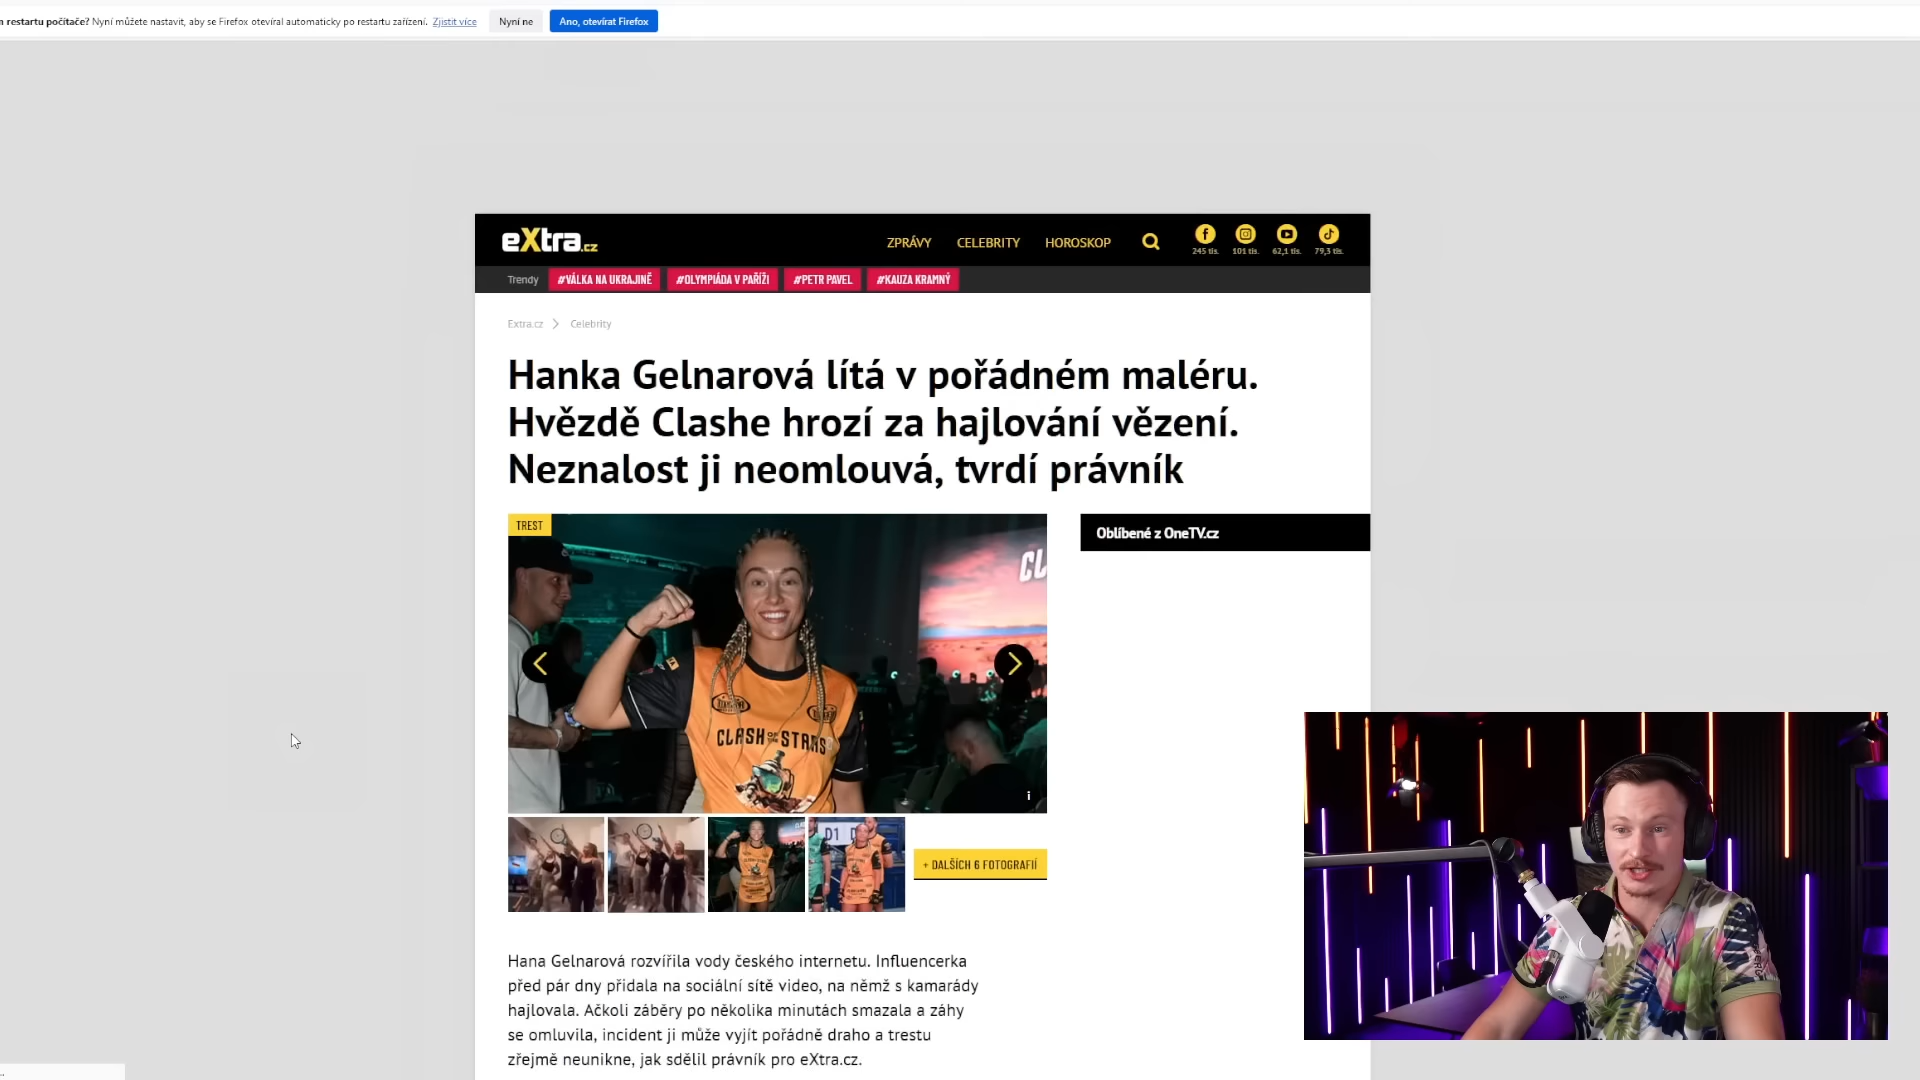 restartu počítače? Nyní můžete nastavit, aby se Firefox otevíral automaticky po restartu zařízení. Zjistit více Nyní ne Ano, otevírat Firefox
eXtra.cz ZPRÁVY CELEBRITY HOROSKOP
245 tis. 101 tis. 62,1 tis. 79,3 tis.
Trendy #VÁLKA NA UKRAJINĚ #OLYMPIÁDA V PAŘÍŽI #PETR PAVEL #KAUZA KRAMNÝ
Extra.cz Celebrity
Hanka Gelnarová lítá v pořádném maléru.
Hvězdě Clashe hrozí za hajlování vězení.
Neznalost ji neomlouvá, tvrdí právník
TREST
Oblíbené z OneTV.cz
CL
CLASH OF THE STARS
D1
+ DALŠÍCH 6 FOTOGRAFIÍ
Hana Gelnarová rozvířila vody českého internetu. Influencerka
před pár dny přidala na sociální sítě video, na němž s kamarády
hajlovala. Ačkoli záběry po několika minutách smazala a záhy
se omluvila, incident ji může vyjít pořádně draho a trestu
zřejmě neunikne, jak sdělil právník pro eXtra.cz.